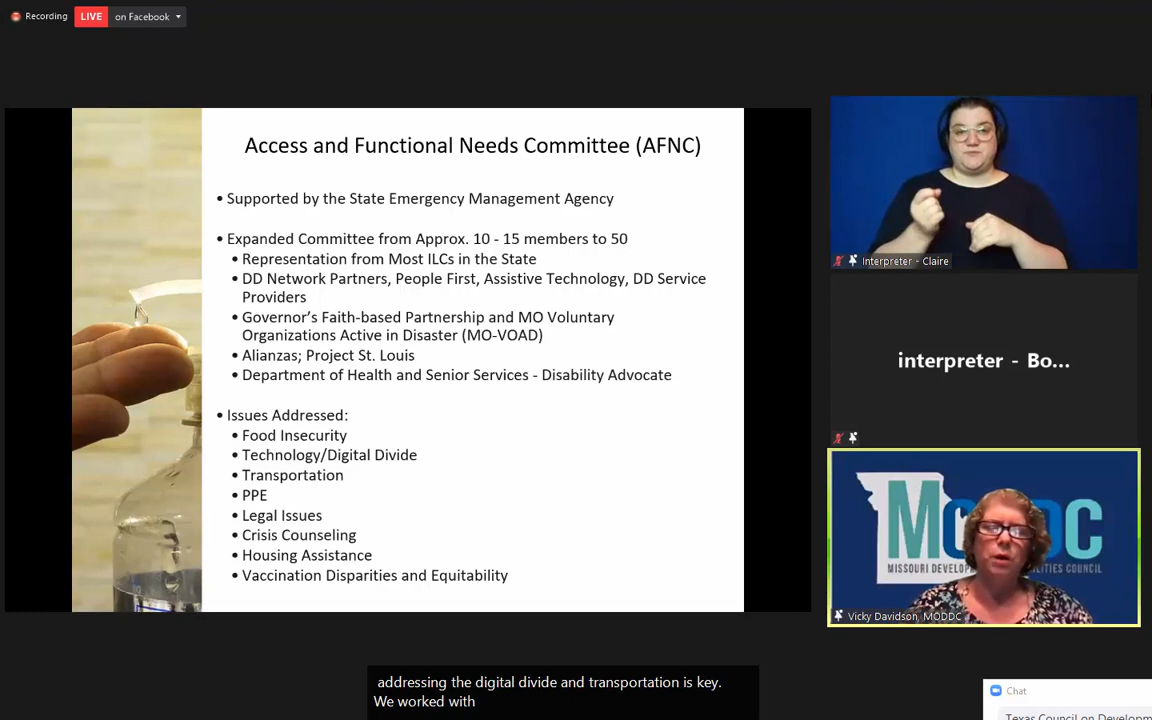 Recording
LIVE
on Facebook
Access and Functional Needs Committee (AFNC)
• Supported by the State Emergency Management Agency
• Expanded Committee from Approx. 10 - 15 members to 50
• Representation from Most ILCs in the State
• DD Network Partners, People First, Assistive Technology, DD Service
Providers
• Governor's Faith-based Partnership and MO Voluntary
Organizations Active in Disaster (MO-VOAD)
• Alianzas; Project St. Louis
• Department of Health and Senior Services - Disability Advocate
• Issues Addressed:
• Food Insecurity
• Technology/Digital Divide
• Transportation
• PPE
• Legal Issues
• Crisis Counseling
• Housing Assistance
• Vaccination Disparities and Equitability
Interpreter - Claire
interpreter - Bo...
MISSOURI
COUNCIL
Vicky Davidson, MODDC
addressing the digital divide and transportation is key.
We worked with
Chat
Texas Council on